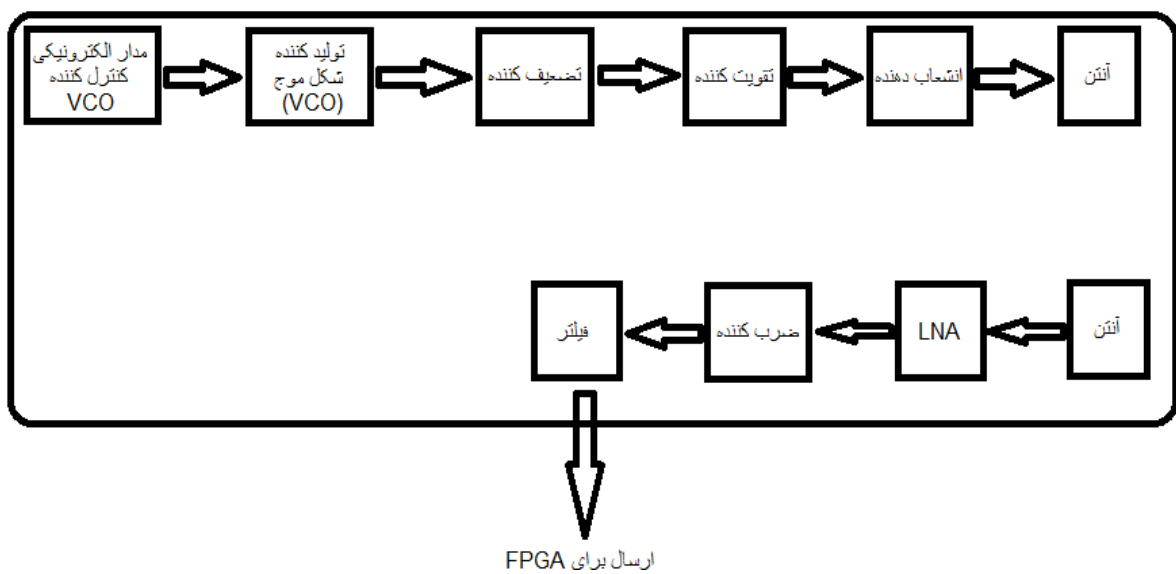 مدار الکترونیکی
کنترل کننده
VCO
تولید کننده
شکل موج
(VCO)
تضعیف کننده
تقویت کننده
انشعاب دهنده
آنتن
فیلتر
ضرب کننده
LNA
آنتن
ارسال برای FPGA